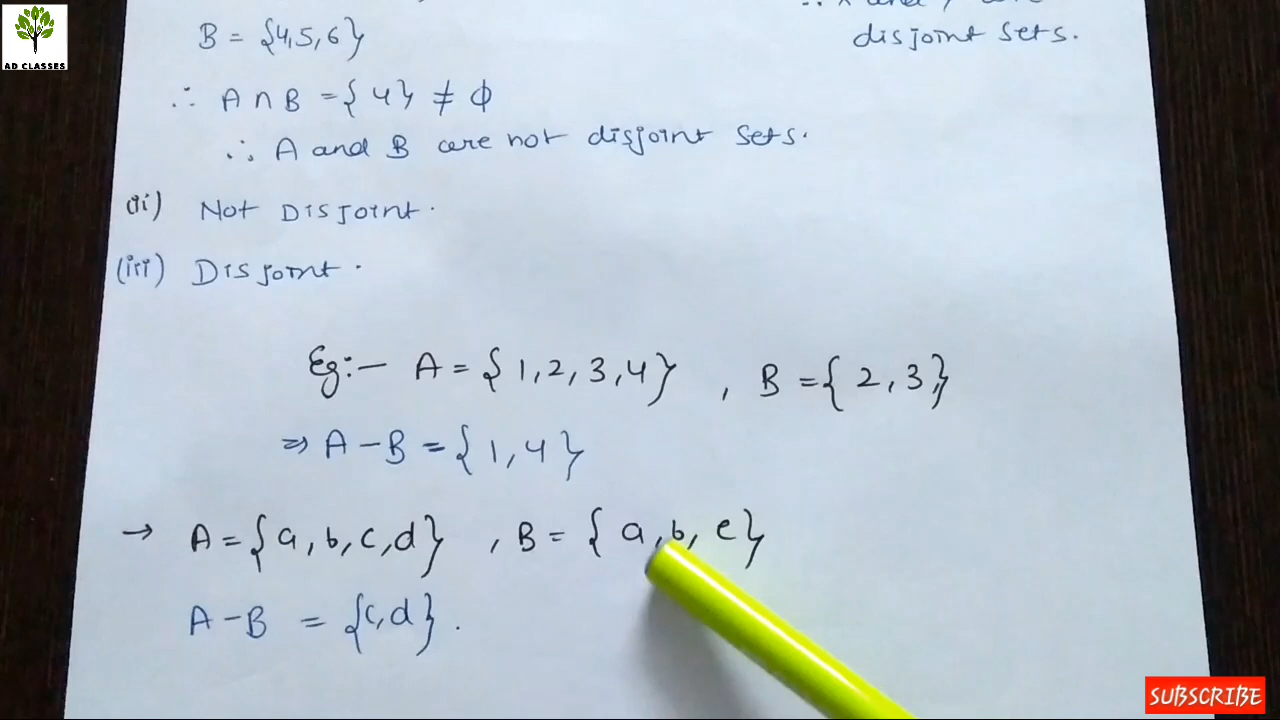 AD CLASSES
B = {4,5,6}
disjoint sets.
∴ A ∩ B = {4} ≠ ϕ
∴ A and B are not disjoint sets.
(ii) Not Disjoint.
(iii) Disjoint.
Eg:- A = {1,2,3,4} , B = {2,3}
⇒ A - B = {1,4}
→ A = {a,b,c,d} , B = {a,b,e}
A - B = {c,d}.
SUBSCRIBE